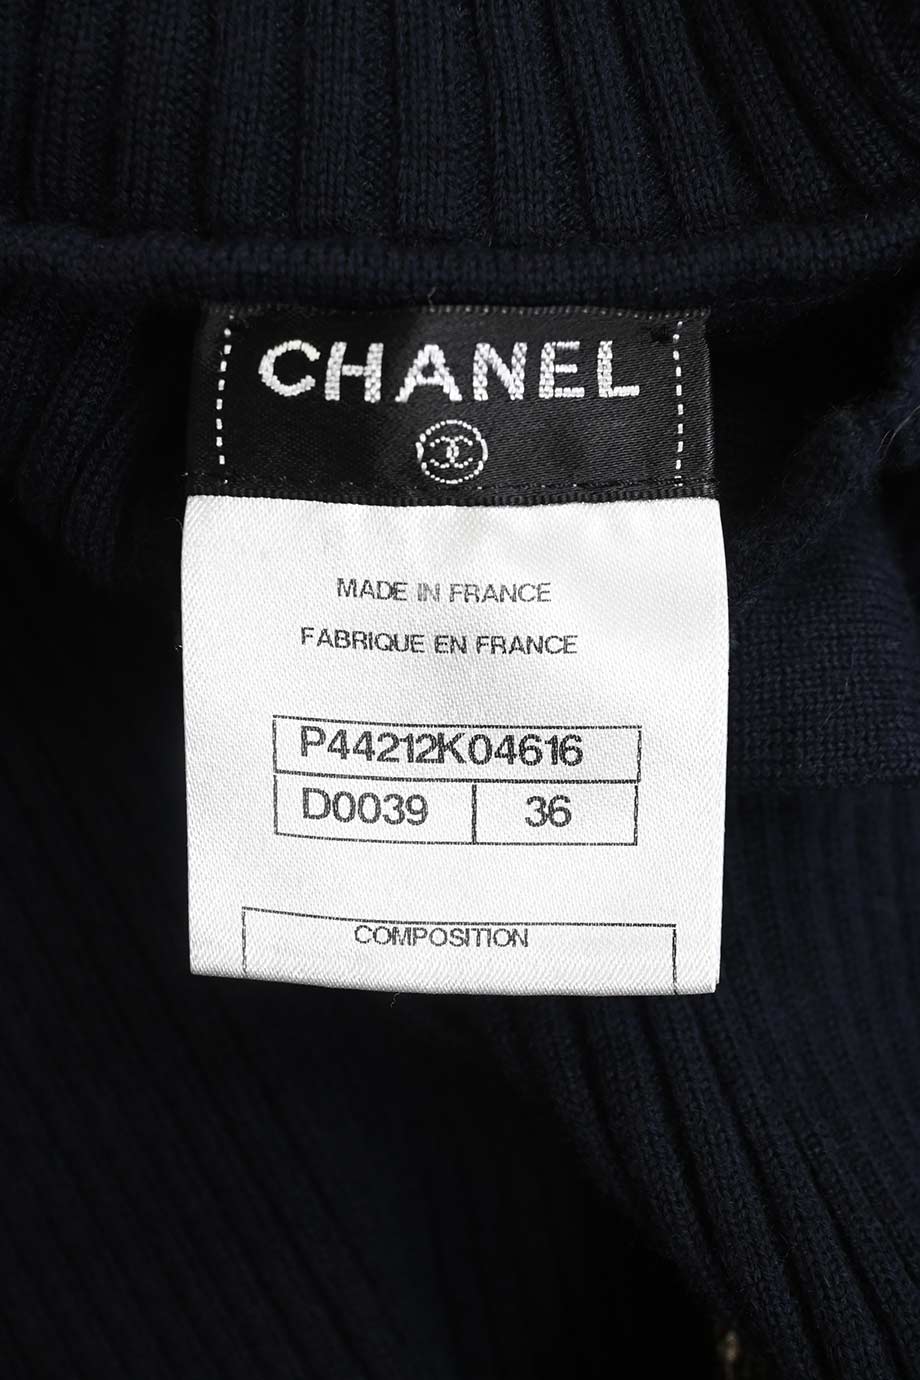 CHANEL
MADE IN FRANCE
FABRIQUE EN FRANCE
P44212K04616
D0039 36
COMPOSITION